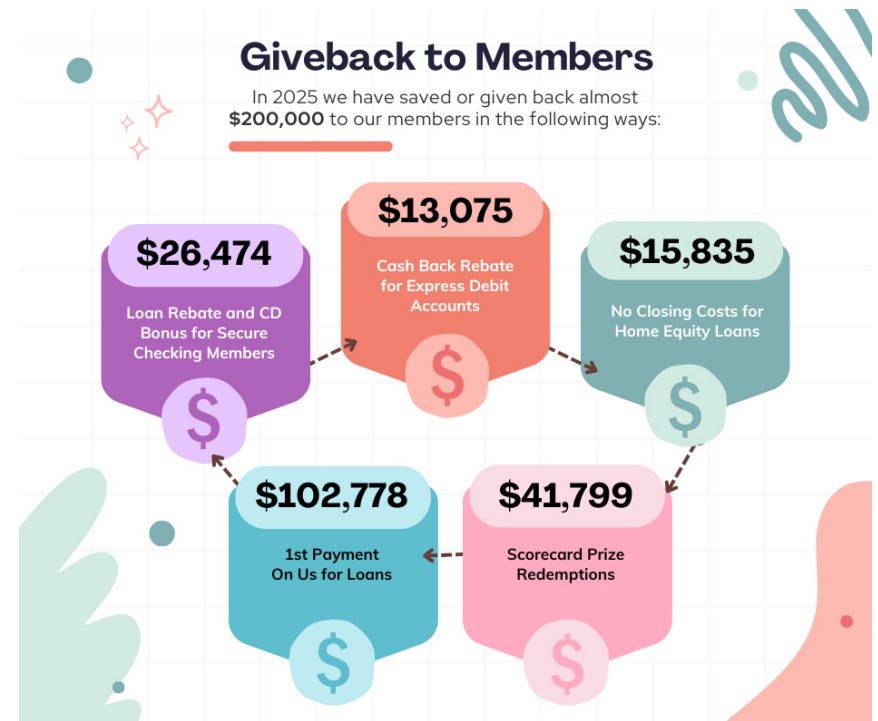 Giveback to Members
In 2025 we have saved or given back almost
$200,000 to our members in the following ways:
$26,474
Loan Rebate and CD
Bonus for Secure
Checking Members
$13,075
Cash Back Rebate
for Express Debit
Accounts
$15,835
No Closing Costs for
Home Equity Loans
$102,778
1st Payment
On Us for Loans
$41,799
Scorecard Prize
Redemptions
$
$
$
$
$